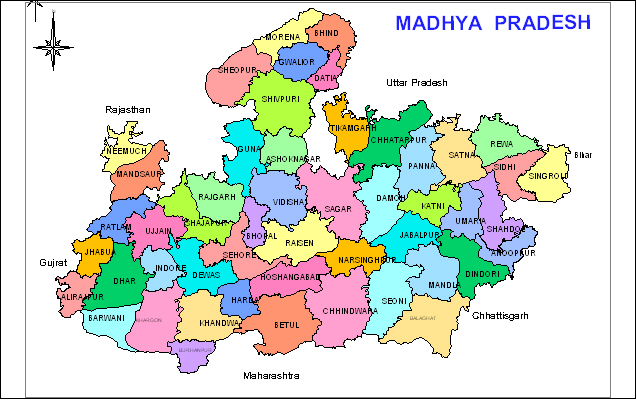 MADHYA PRADESH
BHIND
MORENA
GWALIOR
SHEOPUR
DATIA
Uttar Pradesh
SHIVPURI
Rajasthan
TIKAMGARH
CHHATARPUR
REWA
NEEMUCH
GUNA
ASHOKNAGAR
PANNA
SATNA
Bihar
SIDHI
MANDSAUR
SINGROLI
RAJGARH
VIDISHA
SAGAR
DAMOH
KATNI
UMARIA
SHAHDOL
RATLAM
UJJAIN
SHAJAPUR
BHOPAL
RAISEN
JABALPUR
JHABUA
SEHORE
NARSINGHPUR
ANOOPPUR
Gujrat
INDORE
DEWAS
HOSHANGABAD
DINDORI
DHAR
MANDLA
ALIRAJPUR
HARDA
SEONI
BARWANI
KHARGON
KHANDWA
BETUL
CHHINDWARA
BALAGHAT
Chhattisgarh
BURHANPUR
Maharashtra